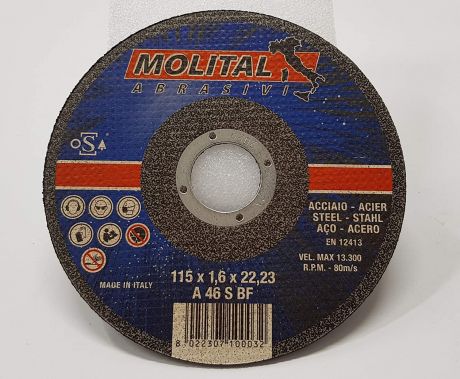 MOLITAL
ABRASIVI
oS
ACCIAIO - ACIER
STEEL - STAHL
AÇO - ACERO
EN 12413
VEL. MAX 13.300
R.P.M. - 80m/s
MADE IN ITALY
115 x 1,6 x 22,23
A 46 S BF
8 022307 100032